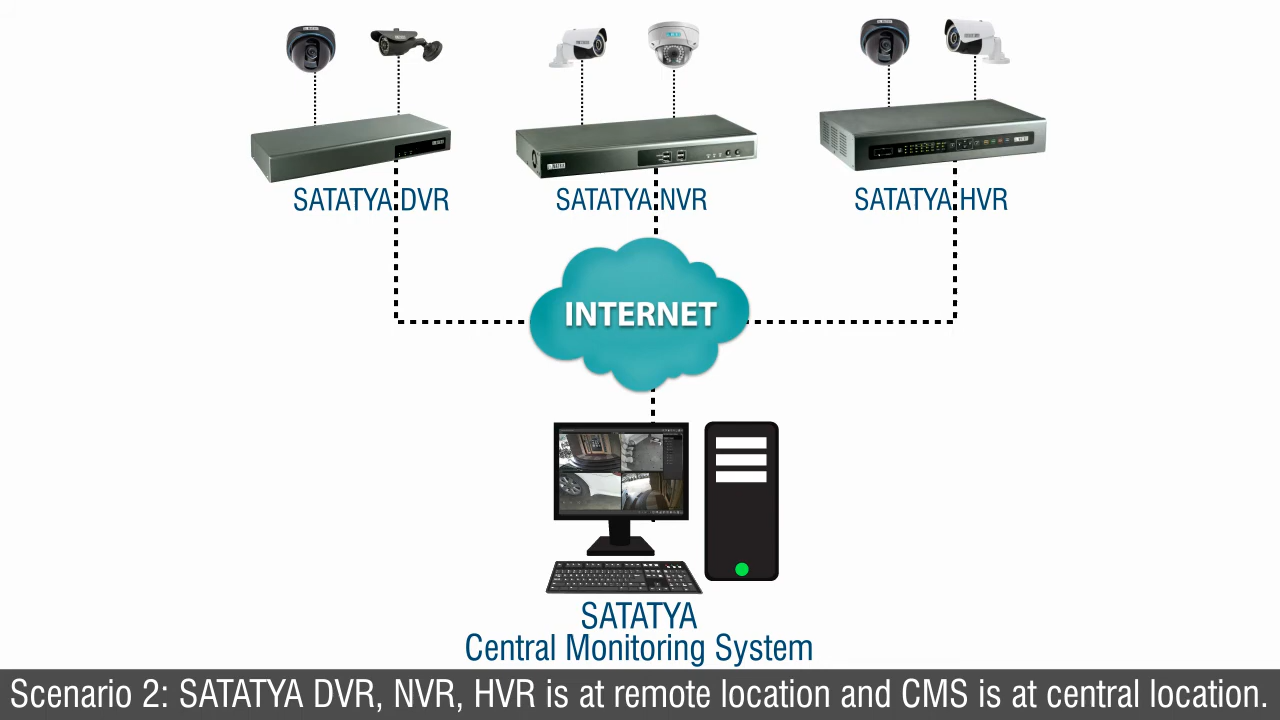 SATATYA DVR
SATATYA NVR
SATATYA HVR
INTERNET
SATATYA
Central Monitoring System
Scenario 2: SATATYA DVR, NVR, HVR is at remote location and CMS is at central location.